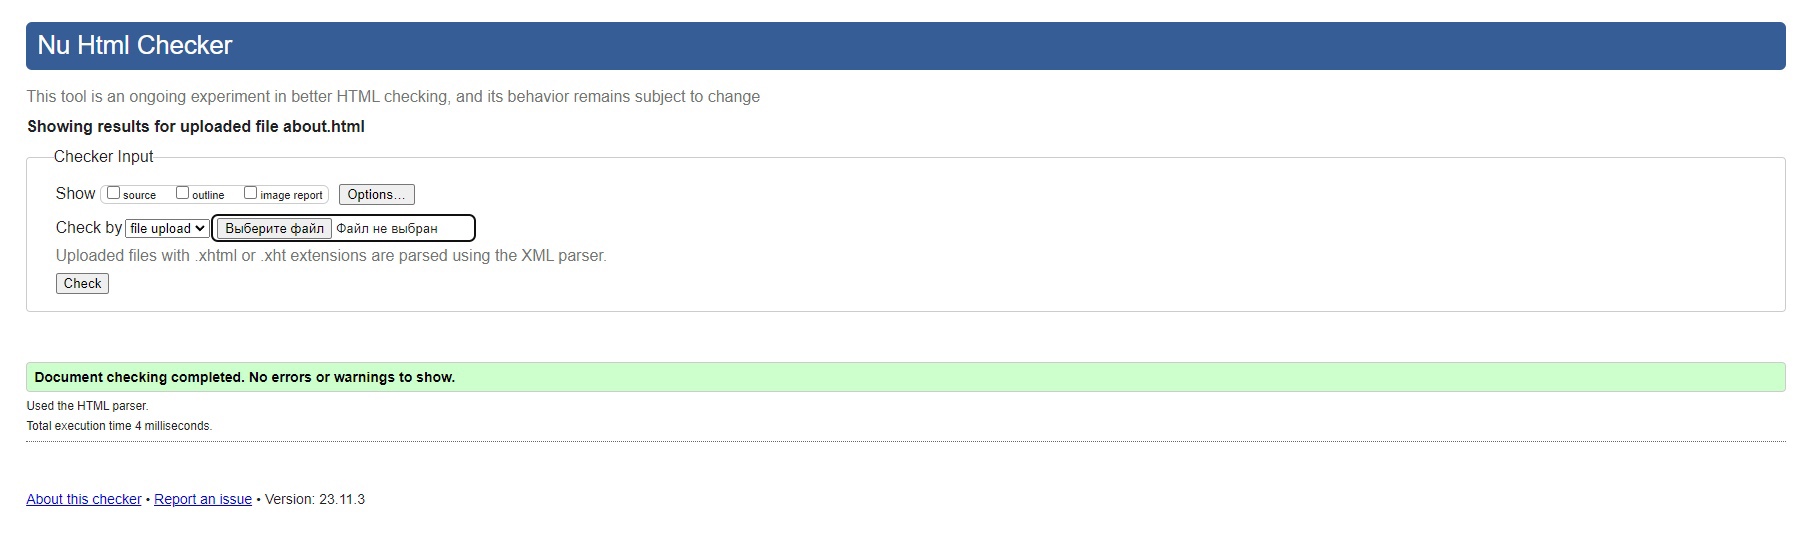 Nu Html Checker
This tool is an ongoing experiment in better HTML checking, and its behavior remains subject to change
Showing results for uploaded file about.html
Checker Input
Show source outline image report Options...
Check by file upload Выберите файл Файл не выбран
Uploaded files with .xhtml or .xht extensions are parsed using the XML parser.
Check
Document checking completed. No errors or warnings to show.
Used the HTML parser.
Total execution time 4 milliseconds.
About this checker • Report an issue • Version: 23.11.3